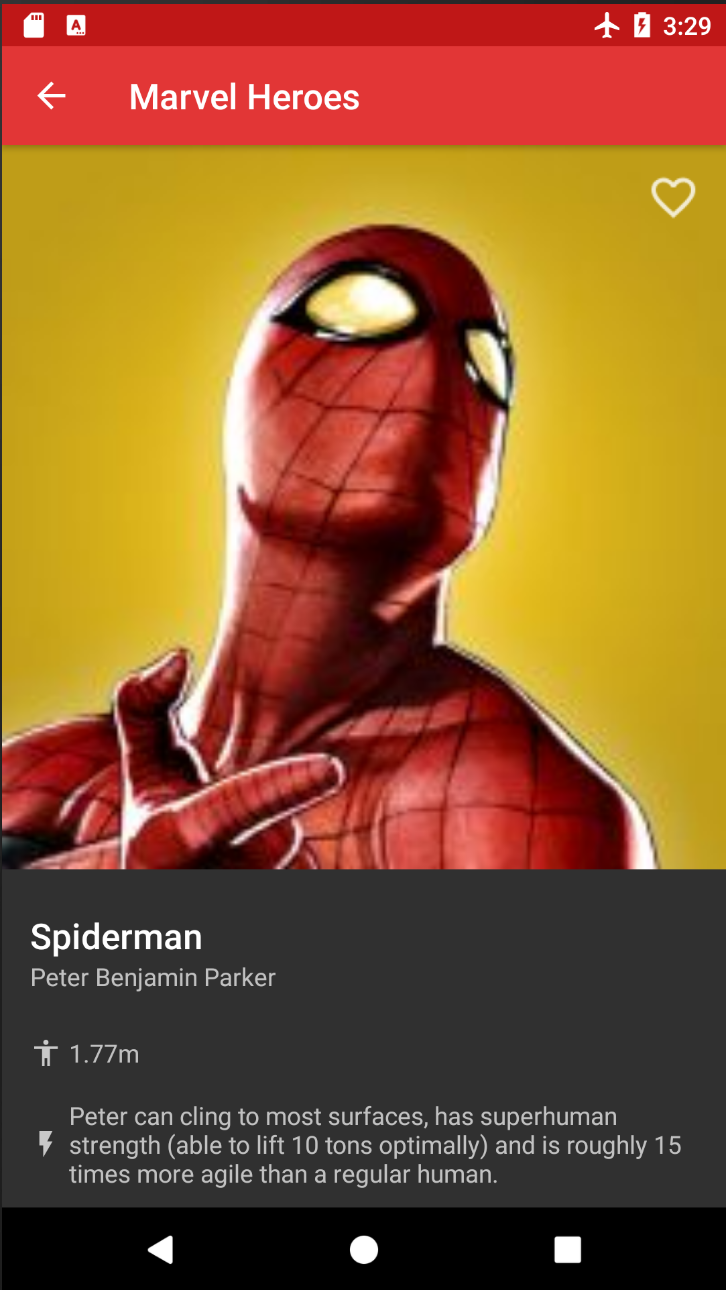 3:29
Marvel Heroes
Spiderman
Peter Benjamin Parker
1.77m
Peter can cling to most surfaces, has superhuman
strength (able to lift 10 tons optimally) and is roughly 15
times more agile than a regular human.